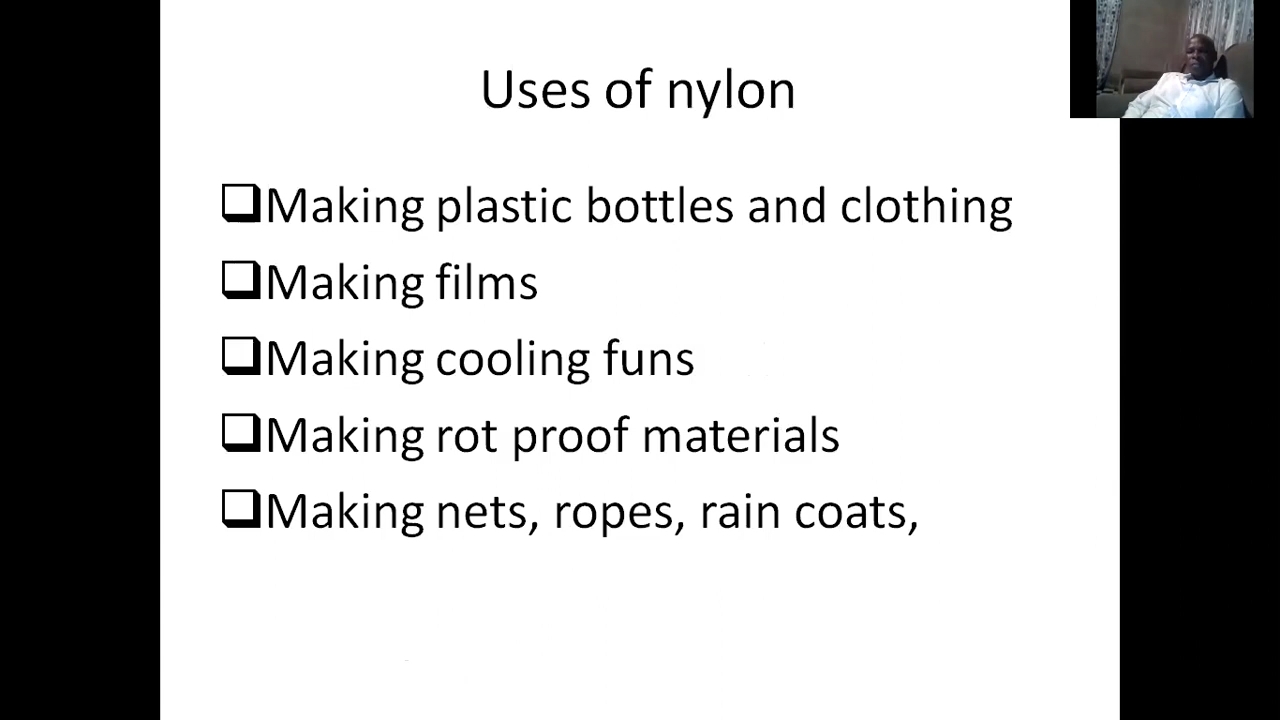 Uses of nylon
Making plastic bottles and clothing
Making films
Making cooling funs
Making rot proof materials
Making nets, ropes, rain coats,